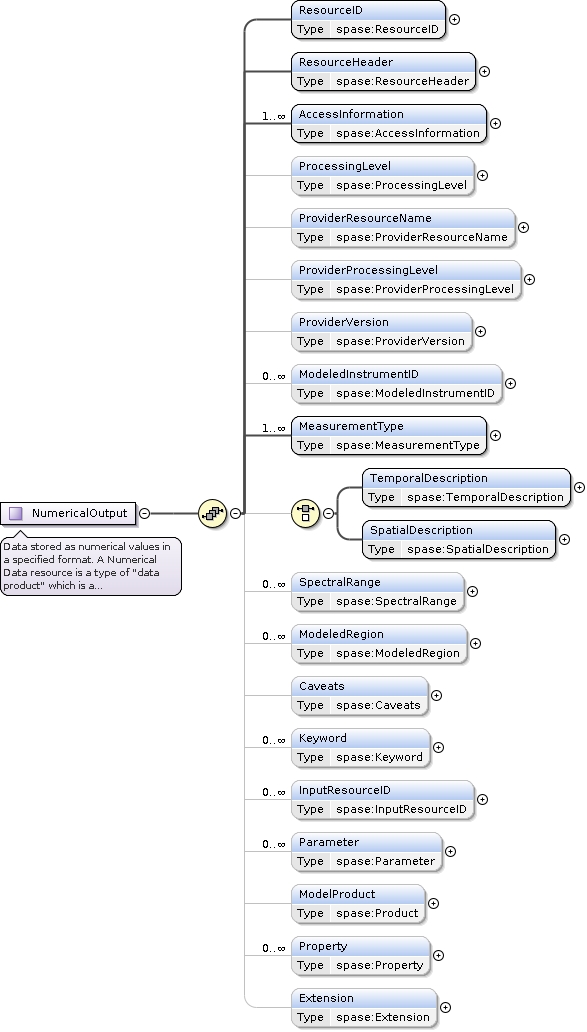 ResourceID
Type spase:ResourceID
ResourceHeader
Type spase:ResourceHeader
1..∞
AccessInformation
Type spase:AccessInformation
ProcessingLevel
Type spase:ProcessingLevel
ProviderResourceName
Type spase:ProviderResourceName
ProviderProcessingLevel
Type spase:ProviderProcessingLevel
ProviderVersion
Type spase:ProviderVersion
0..∞
ModeledInstrumentID
Type spase:ModeledInstrumentID
1..∞
MeasurementType
Type spase:MeasurementType
NumericalOutput
Data stored as numerical values in
a specified format. A Numerical
Data resource is a type of "data
product" which is a...
TemporalDescription
Type spase:TemporalDescription
SpatialDescription
Type spase:SpatialDescription
0..∞
SpectralRange
Type spase:SpectralRange
0..∞
ModeledRegion
Type spase:ModeledRegion
Caveats
Type spase:Caveats
0..∞
Keyword
Type spase:Keyword
0..∞
InputResourceID
Type spase:InputResourceID
0..∞
Parameter
Type spase:Parameter
ModelProduct
Type spase:Product
0..∞
Property
Type spase:Property
Extension
Type spase:Extension